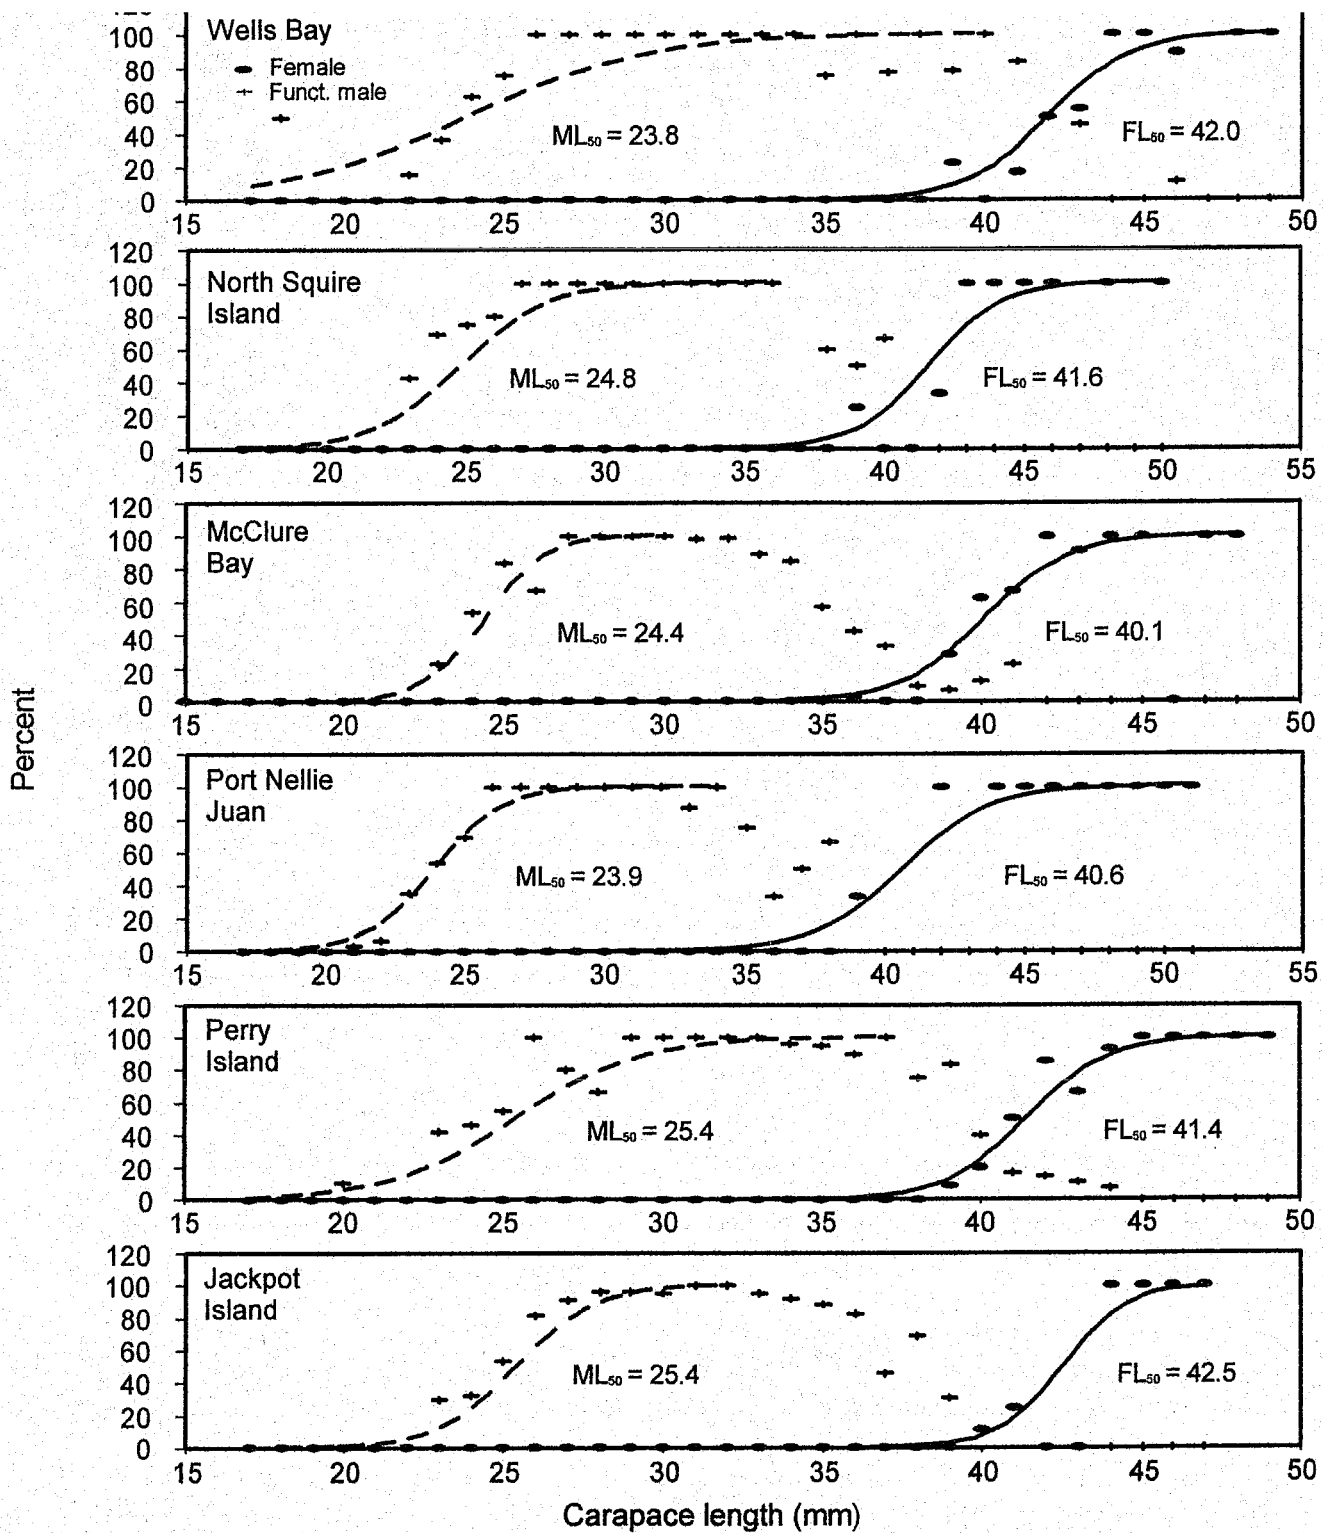 120
100
80
60
40
20
0
Wells Bay
Female
Funct. male
ML50 = 23.8
FL50 = 42.0
15 20 25 30 35 40 45 50
120
100
80
60
40
20
0
North Squire
Island
ML50 = 24.8
FL50 = 41.6
15 20 25 30 35 40 45 50 55
120
100
80
60
40
20
0
McClure
Bay
ML50 = 24.4
FL50 = 40.1
15 20 25 30 35 40 45 50
Percent
120
100
80
60
40
20
0
Port Nellie
Juan
ML50 = 23.9
FL50 = 40.6
15 20 25 30 35 40 45 50 55
120
100
80
60
40
20
0
Perry
Island
ML50 = 25.4
FL50 = 41.4
15 20 25 30 35 40 45 50
120
100
80
60
40
20
0
Jackpot
Island
ML50 = 25.4
FL50 = 42.5
15 20 25 30 35 40 45 50
Carapace length (mm)